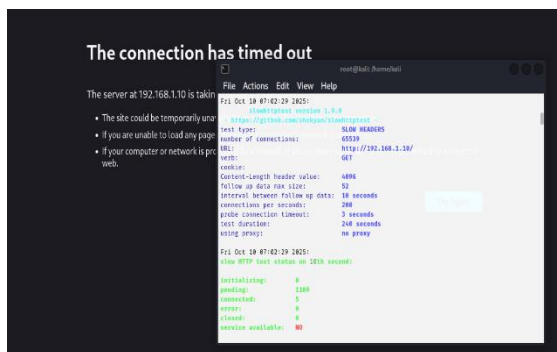 The connection has timed out
The server at 192.168.1.10 is takin
• The site could be temporarily una
• If you are unable to load any page
• If your computer or network is pro
web.
root@kali: /home/kali
File Actions Edit View Help
Fri Oct 10 07:02:29 2025:
slowhttptest version 1.9.0
- https://github.com/shekyan/slowhttptest -
test type: SLOW HEADERS
number of connections: 65539
URL: http://192.168.1.10/
verb: GET
cookie:
Content-Length header value: 4096
follow up data max size: 52
interval between follow up data: 10 seconds
connections per seconds: 200
probe connection timeout: 3 seconds
test duration: 240 seconds
using proxy: no proxy
Fri Oct 10 07:02:29 2025:
slow HTTP test status on 10th second:
initializing: 0
pending: 1109
connected: 5
error: 0
closed: 0
service available: NO